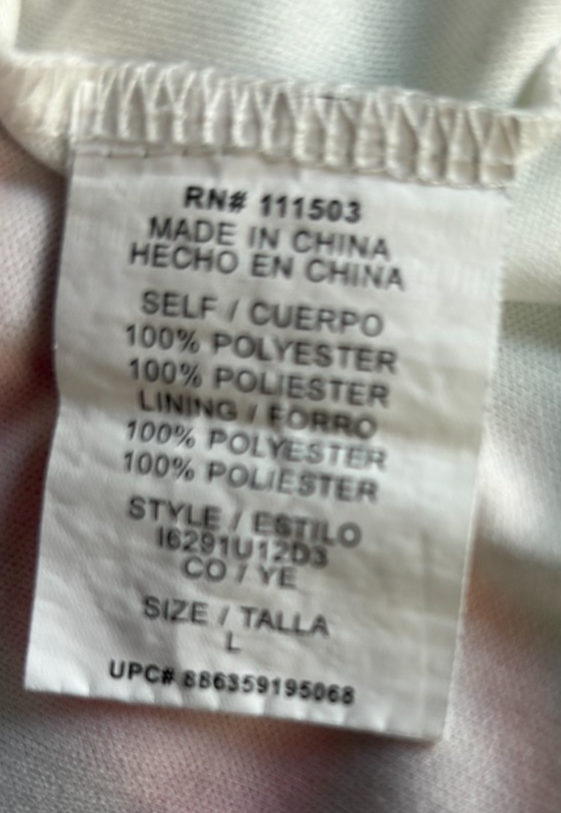 RN# 111503
MADE IN CHINA
HECHO EN CHINA
SELF / CUERPO
100% POLYESTER
100% POLIESTER
LINING / FORRO
100% POLYESTER
100% POLIESTER
STYLE / ESTILO
I6291U12D3
CO / YE
SIZE / TALLA
L
UPC# 886359195068